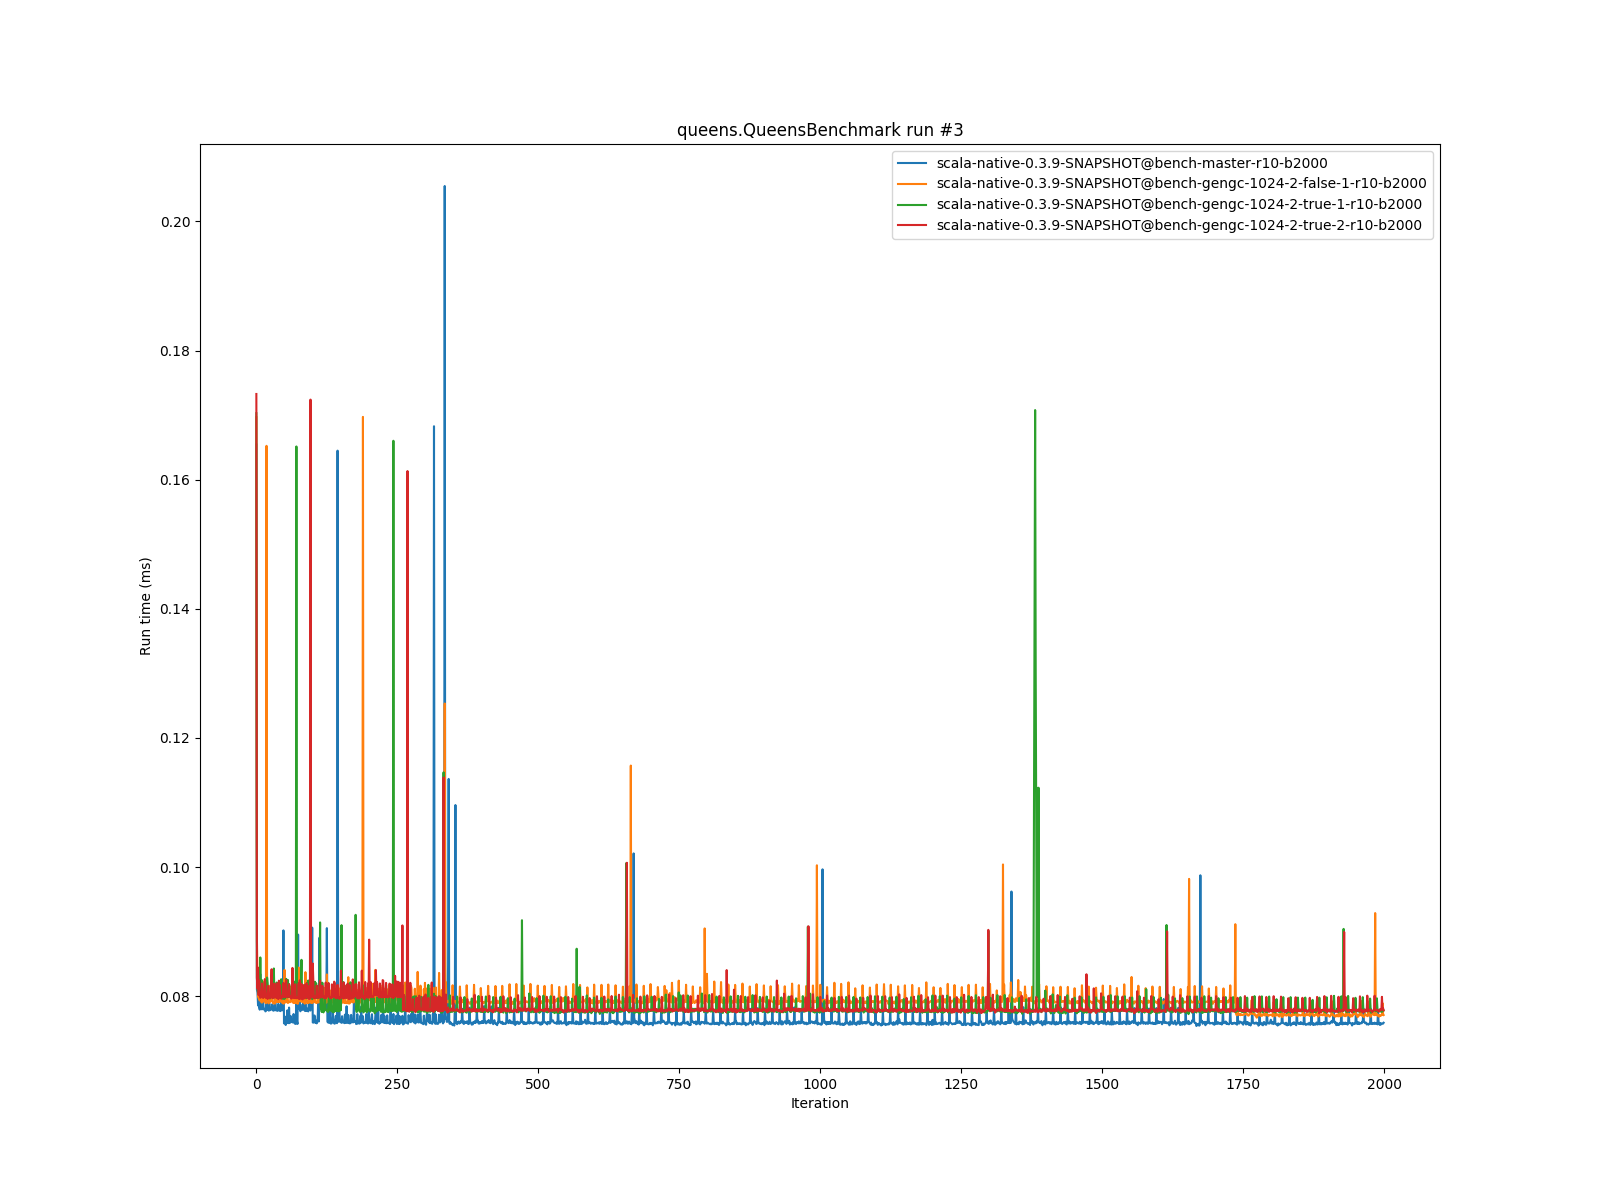 queens.QueensBenchmark run #3
scala-native-0.3.9-SNAPSHOT@bench-master-r10-b2000
scala-native-0.3.9-SNAPSHOT@bench-gengc-1024-2-false-1-r10-b2000
scala-native-0.3.9-SNAPSHOT@bench-gengc-1024-2-true-1-r10-b2000
scala-native-0.3.9-SNAPSHOT@bench-gengc-1024-2-true-2-r10-b2000
Run time (ms)
0.20
0.18
0.16
0.14
0.12
0.10
0.08
0 250 500 750 1000 1250 1500 1750 2000
Iteration